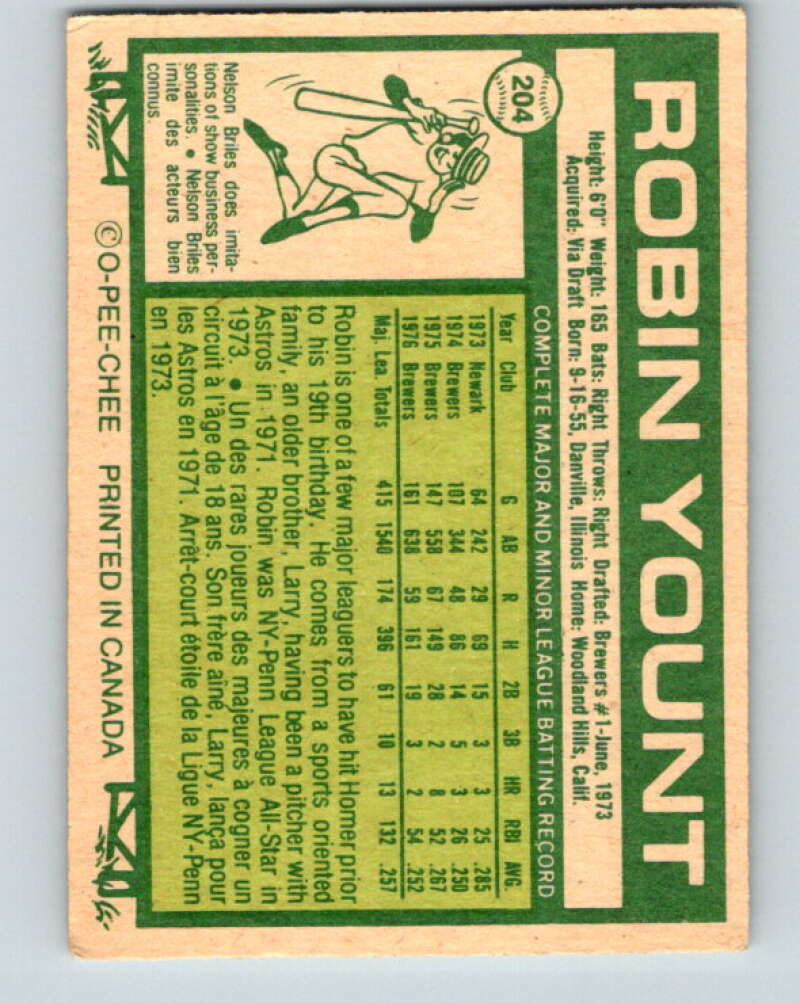 ROBIN YOUNT
204
Height: 6'0" Weight: 165 Bats: Right Throws: Right Drafted: Brewers #1-June, 1973
Acquired: Via Draft Born: 9-16-55, Danville, Illinois Home: Woodland Hills, Calif.
COMPLETE MAJOR AND MINOR LEAGUE BATTING RECORD
Year Club G AB R H 2B 3B HR RBI AVG.
1973 Newark 64 242 29 69 15 3 3 25 .285
1974 Brewers 107 344 48 86 14 5 3 26 .250
1975 Brewers 147 558 67 149 28 2 8 52 .267
1976 Brewers 161 638 59 161 19 3 2 54 .252
Maj. Lea. Totals 415 1540 174 396 61 10 13 132 .257
Robin is one of a few major leaguers to have hit Homer prior
to his 19th birthday. He comes from a sports oriented
family, an older brother, Larry, having been a pitcher with
Astros in 1971. Robin was NY-Penn League All-Star in
1973. • Un des rares joueurs des majeures à cogner un
circuit à l'âge de 18 ans. Son frère aîné, Larry, lança pour
les Astros en 1971. Arrêt-court étoile de la Ligue NY-Penn
en 1973.
Nelson Briles does imita-
tions of show business per-
sonalities. • Nelson Briles
imite des acteurs bien
connus.
© O-PEE-CHEE PRINTED IN CANADA